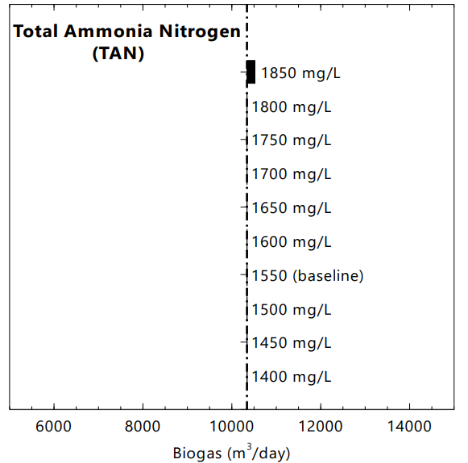 Total Ammonia Nitrogen
(TAN)
1850 mg/L
1800 mg/L
1750 mg/L
1700 mg/L
1650 mg/L
1600 mg/L
1550 (baseline)
1500 mg/L
1450 mg/L
1400 mg/L
6000 8000 10000 12000 14000
Biogas (m³/day)